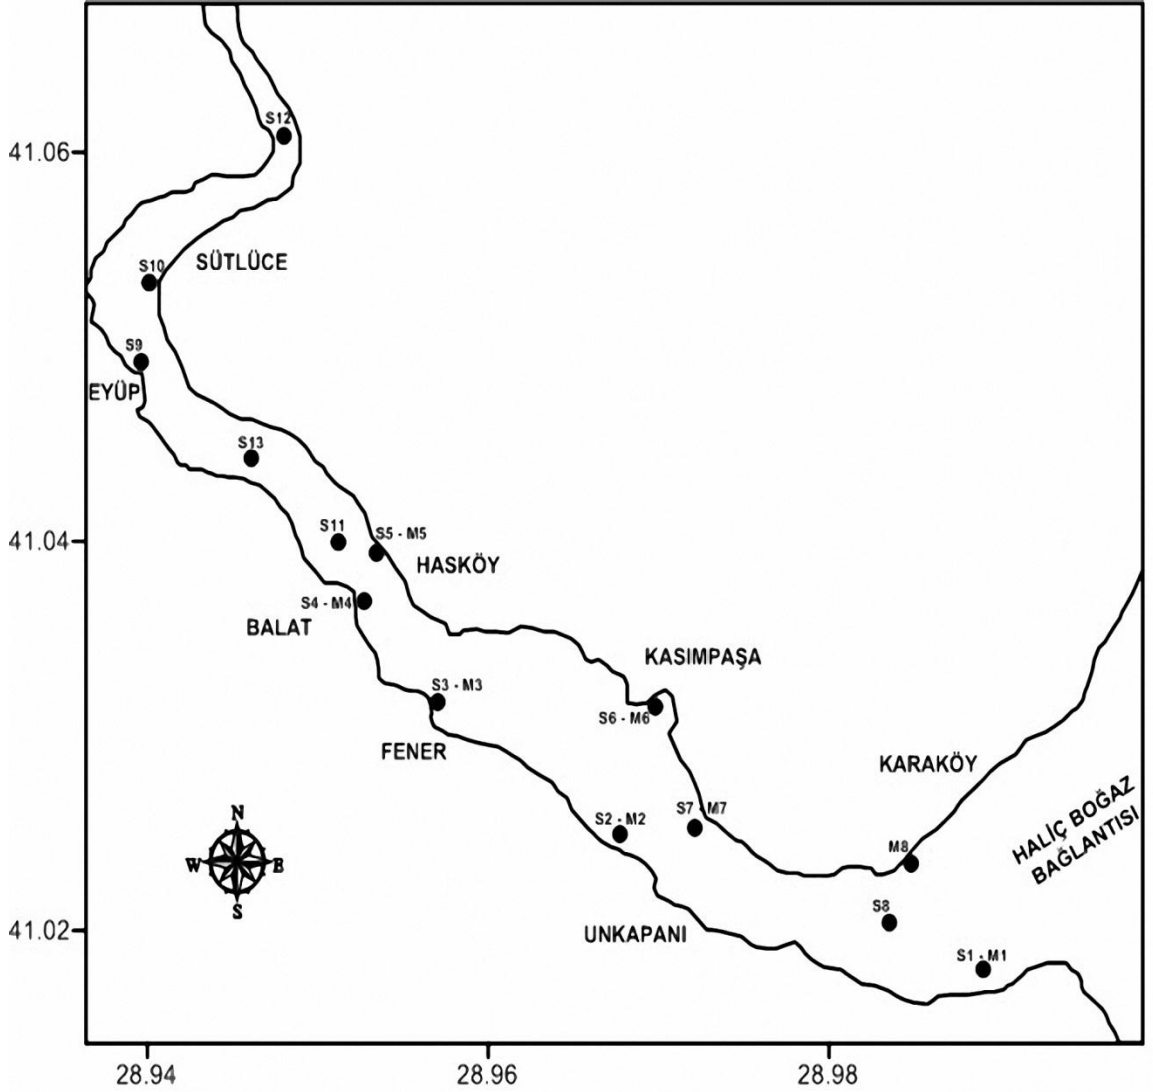 S12
41.06
SÜTLÜCE
S10
S9
EYÜP
S13
S11
S5 - M5
41.04
HASKÖY
S4 - M4
BALAT
KASIMPAŞA
S3 - M3
S6 - M6
FENER
KARAKÖY
HALİÇ BOĞAZ
BAĞLANTISI
S2 - M2
S7 - M7
M8
N
W
E
S
S8
41.02
UNKAPANI
S1 - M1
28.94
28.96
28.98